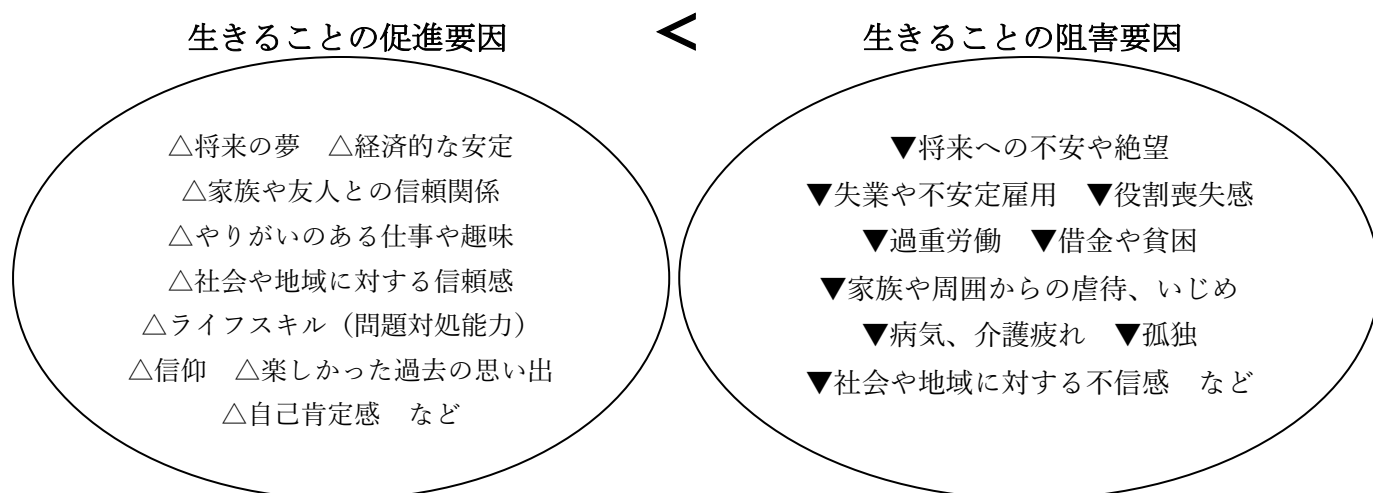 生きることの促進要因 < 生きることの阻害要因
△将来の夢　△経済的な安定
△家族や友人との信頼関係
△やりがいのある仕事や趣味
△社会や地域に対する信頼感
△ライフスキル（問題対処能力）
△信仰　△楽しかった過去の思い出
△自己肯定感　など
▼将来への不安や絶望
▼失業や不安定雇用　▼役割喪失感
▼過重労働　▼借金や貧困
▼家族や周囲からの虐待、いじめ
▼病気、介護疲れ　▼孤独
▼社会や地域に対する不信感　など